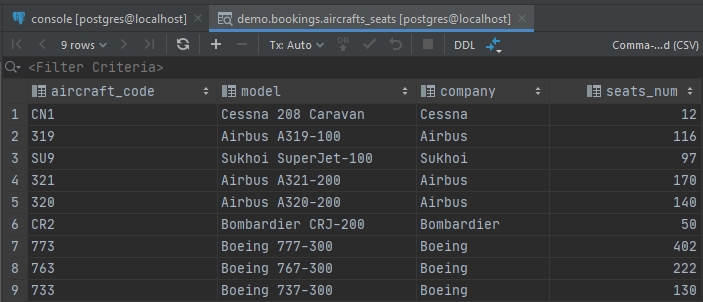 console [postgres@localhost] demo.bookings.aircrafts_seats [postgres@localhost]
9 rows Tx: Auto DB DDL Comma-...d (CSV)
<Filter Criteria>
aircraft_code model company seats_num
1 CN1 Cessna 208 Caravan Cessna 12
2 319 Airbus A319-100 Airbus 116
3 SU9 Sukhoi SuperJet-100 Sukhoi 97
4 321 Airbus A321-200 Airbus 170
5 320 Airbus A320-200 Airbus 140
6 CR2 Bombardier CRJ-200 Bombardier 50
7 773 Boeing 777-300 Boeing 402
8 763 Boeing 767-300 Boeing 222
9 733 Boeing 737-300 Boeing 130